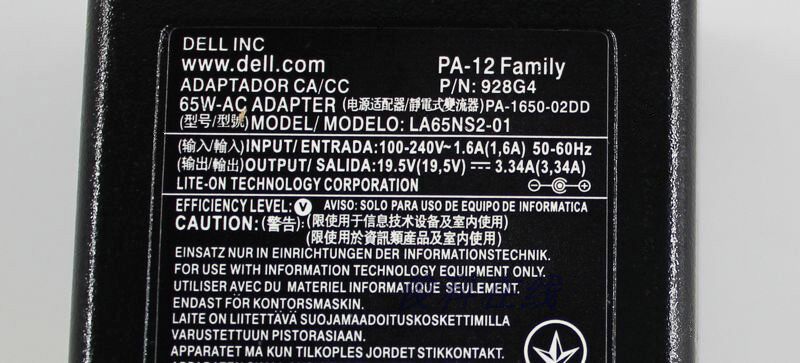 DELL INC
www.dell.com PA-12 Family
ADAPTADOR CA/CC P/N: 928G4
65W-AC ADAPTER (电源适配器/靜電式變流器) PA-1650-02DD
(型号/型號) MODEL/ MODELO: LA65NS2-01
(输入/輸入) INPUT/ ENTRADA:100-240V~1.6A(1,6A) 50-60Hz
(输出/輸出) OUTPUT/ SALIDA:19.5V(19,5V) ⎓ 3.34A(3,34A)
LITE-ON TECHNOLOGY CORPORATION
EFFICIENCY LEVEL: V AVISO: SOLO PARA USO DE EQUIPO DE INFORMATICA
CAUTION: (警告): (限使用于信息技术设备及室内使用)
(限使用於資訊類産品及室内使用)
EINSATZ NUR IN EINRICHTUNGEN DER INFORMATIONSTECHNIK.
FOR USE WITH INFORMATION TECHNOLOGY EQUIPMENT ONLY.
UTILISER AVEC DU MATERIEL INFORMATIQUE SEULEMENT.
ENDAST FÖR KONTORSMASKIN.
LAITE ON LIITETTÄVÄ SUOJAMAADOITUSKOSKETTIMILLA
VARUSTETTUUN PISTORASIAAN.
APPARATET MA KUN TILKOPLES JORDET STIKKONTAKT.